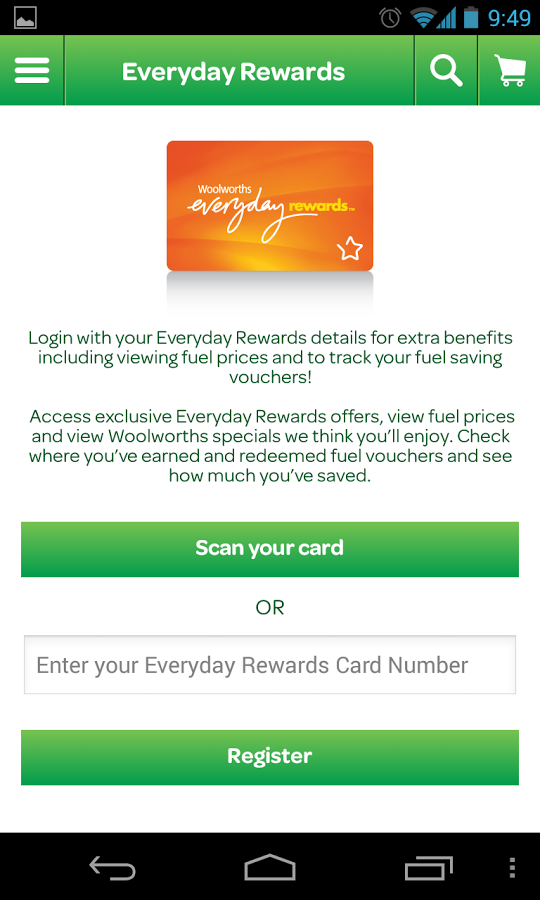 9:49
Everyday Rewards
Woolworths
everyday rewards™
Login with your Everyday Rewards details for extra benefits
including viewing fuel prices and to track your fuel saving
vouchers!
Access exclusive Everyday Rewards offers, view fuel prices
and view Woolworths specials we think you’ll enjoy. Check
where you’ve earned and redeemed fuel vouchers and see
how much you’ve saved.
Scan your card
OR
Enter your Everyday Rewards Card Number
Register